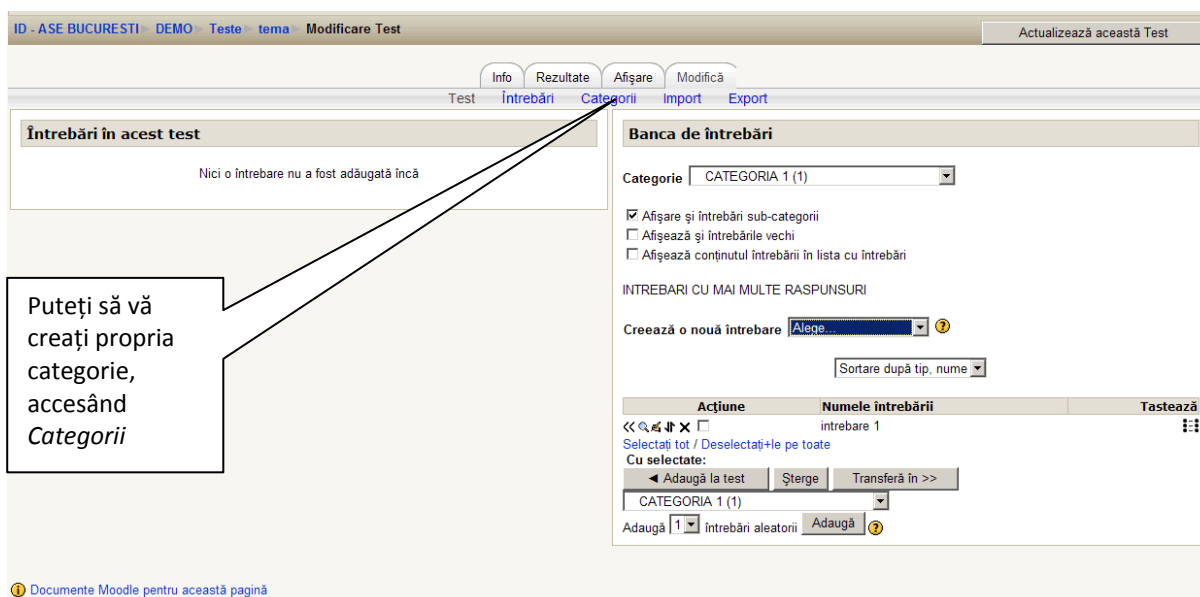 ID - ASE BUCURESTI ► DEMO ► Teste ► tema ► Modificare Test
Actualizează această Test
Info Rezultate Afişare Modifică
Test Întrebări Categorii Import Export
Întrebări în acest test
Nici o întrebare nu a fost adăugată încă
Puteți să vă
creați propria
categorie,
accesând
Categorii
Banca de întrebări
Categorie CATEGORIA 1 (1)
Afişare şi întrebări sub-categorii
Afişează şi întrebările vechi
Afişează conţinutul întrebării în lista cu întrebări
INTREBARI CU MAI MULTE RASPUNSURI
Creează o nouă întrebare Alege...
Sortare după tip, nume
Acţiune Numele întrebării Tastează
intrebare 1
Selectaţi tot / Deselectaţi+le pe toate
Cu selectate:
◄ Adaugă la test Şterge Transferă în >>
CATEGORIA 1 (1)
Adaugă 1 întrebări aleatorii Adaugă
Documente Moodle pentru această pagină